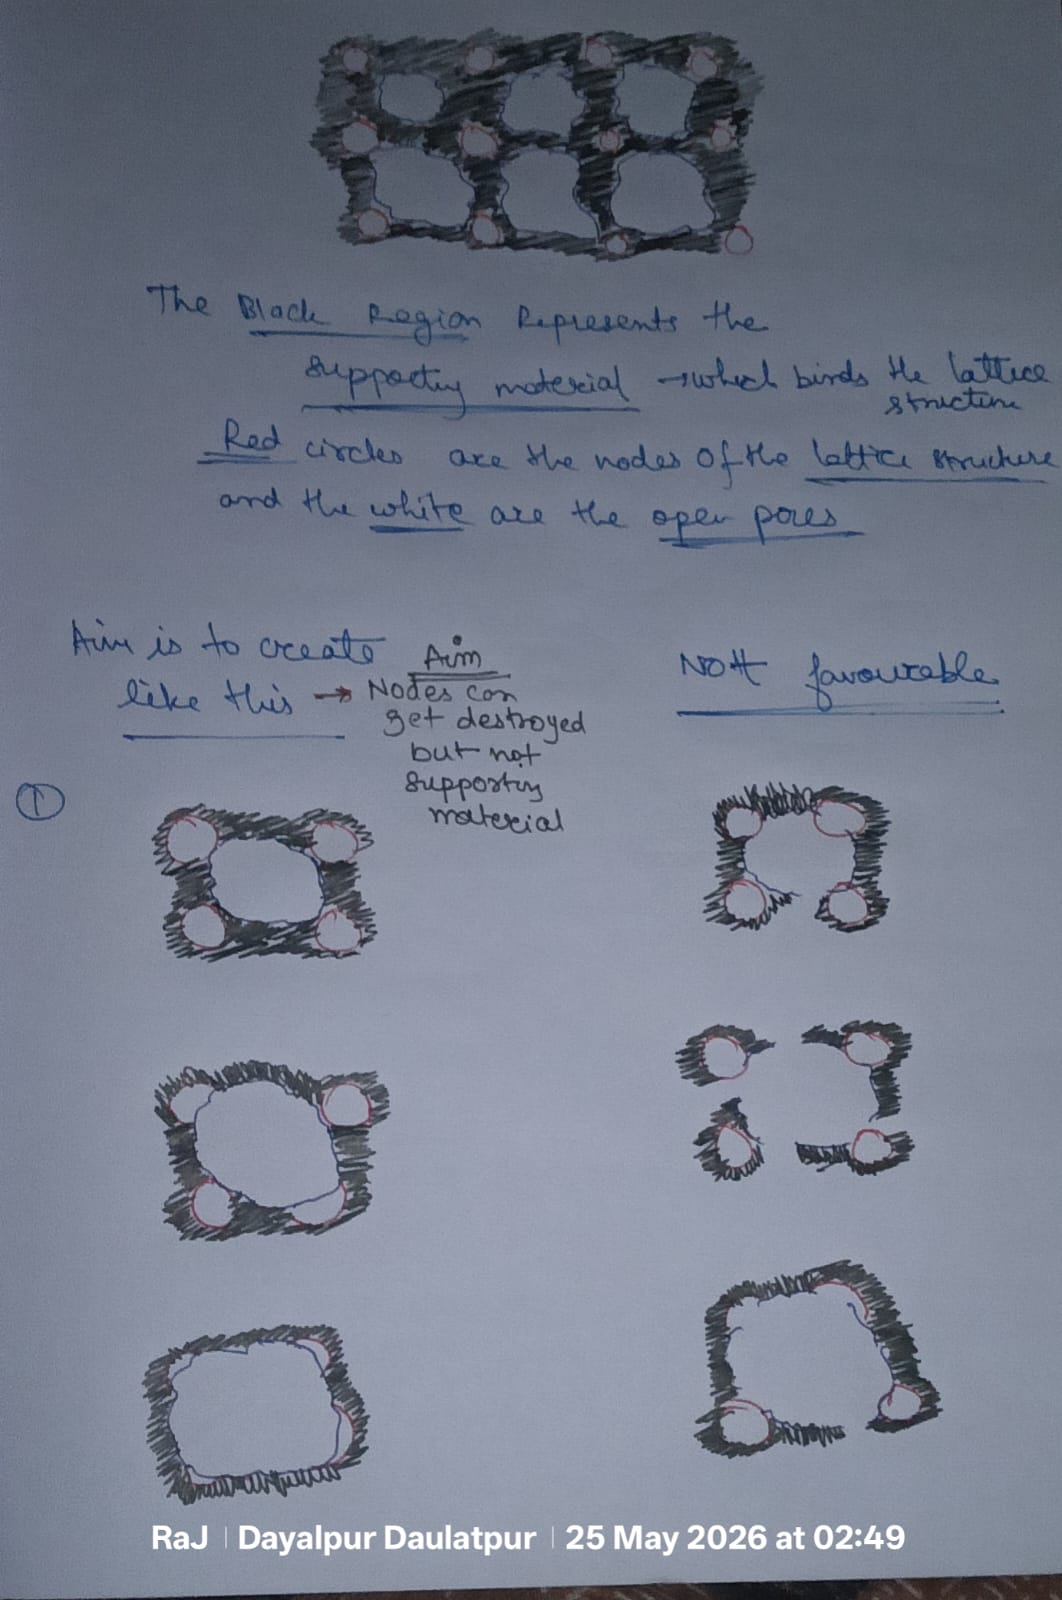 The Black Region Represents the
supporting material → which binds the lattice
structure
Red circles are the nodes of the lattice structure
and the white are the open pores
Aim is to create
like this →
Aim
Nodes can
get destroyed
but not
supporting
material
Nott favourable
1
RaJ | Dayalpur Daulatpur | 25 May 2026 at 02:49